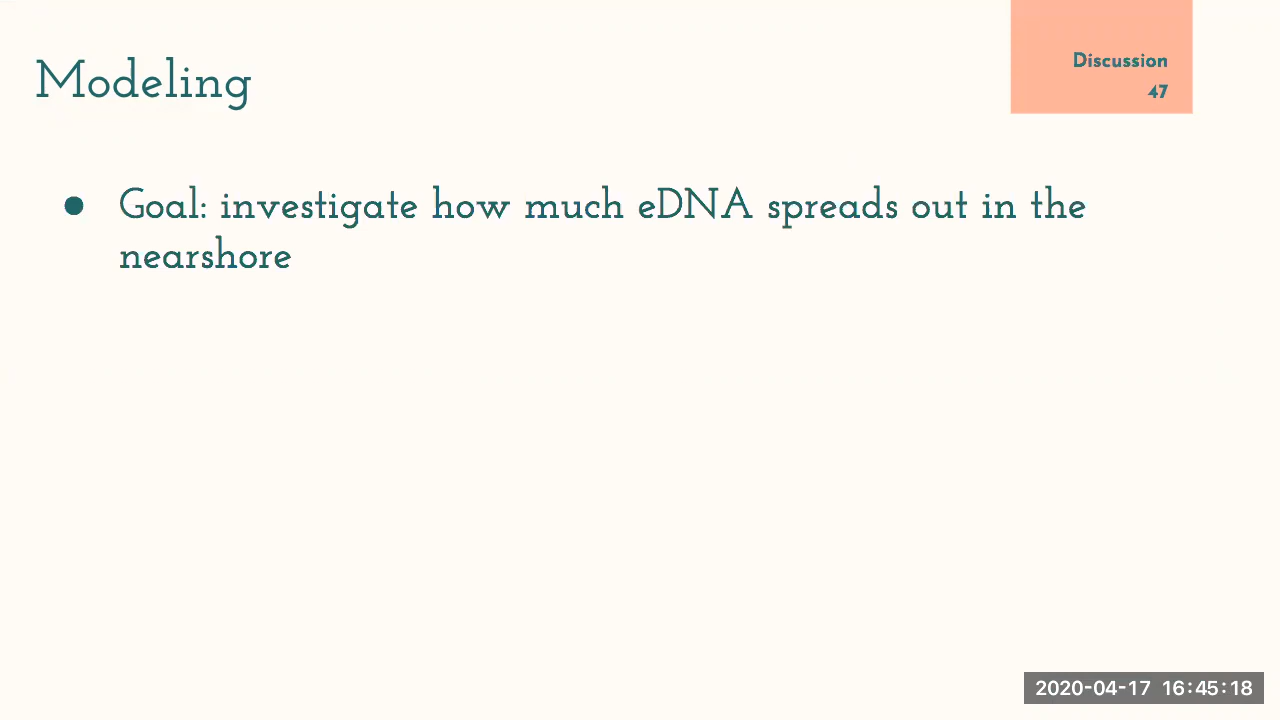 Modeling
Discussion
47
● Goal: investigate how much eDNA spreads out in the
nearshore
2020-04-17 16:45:18